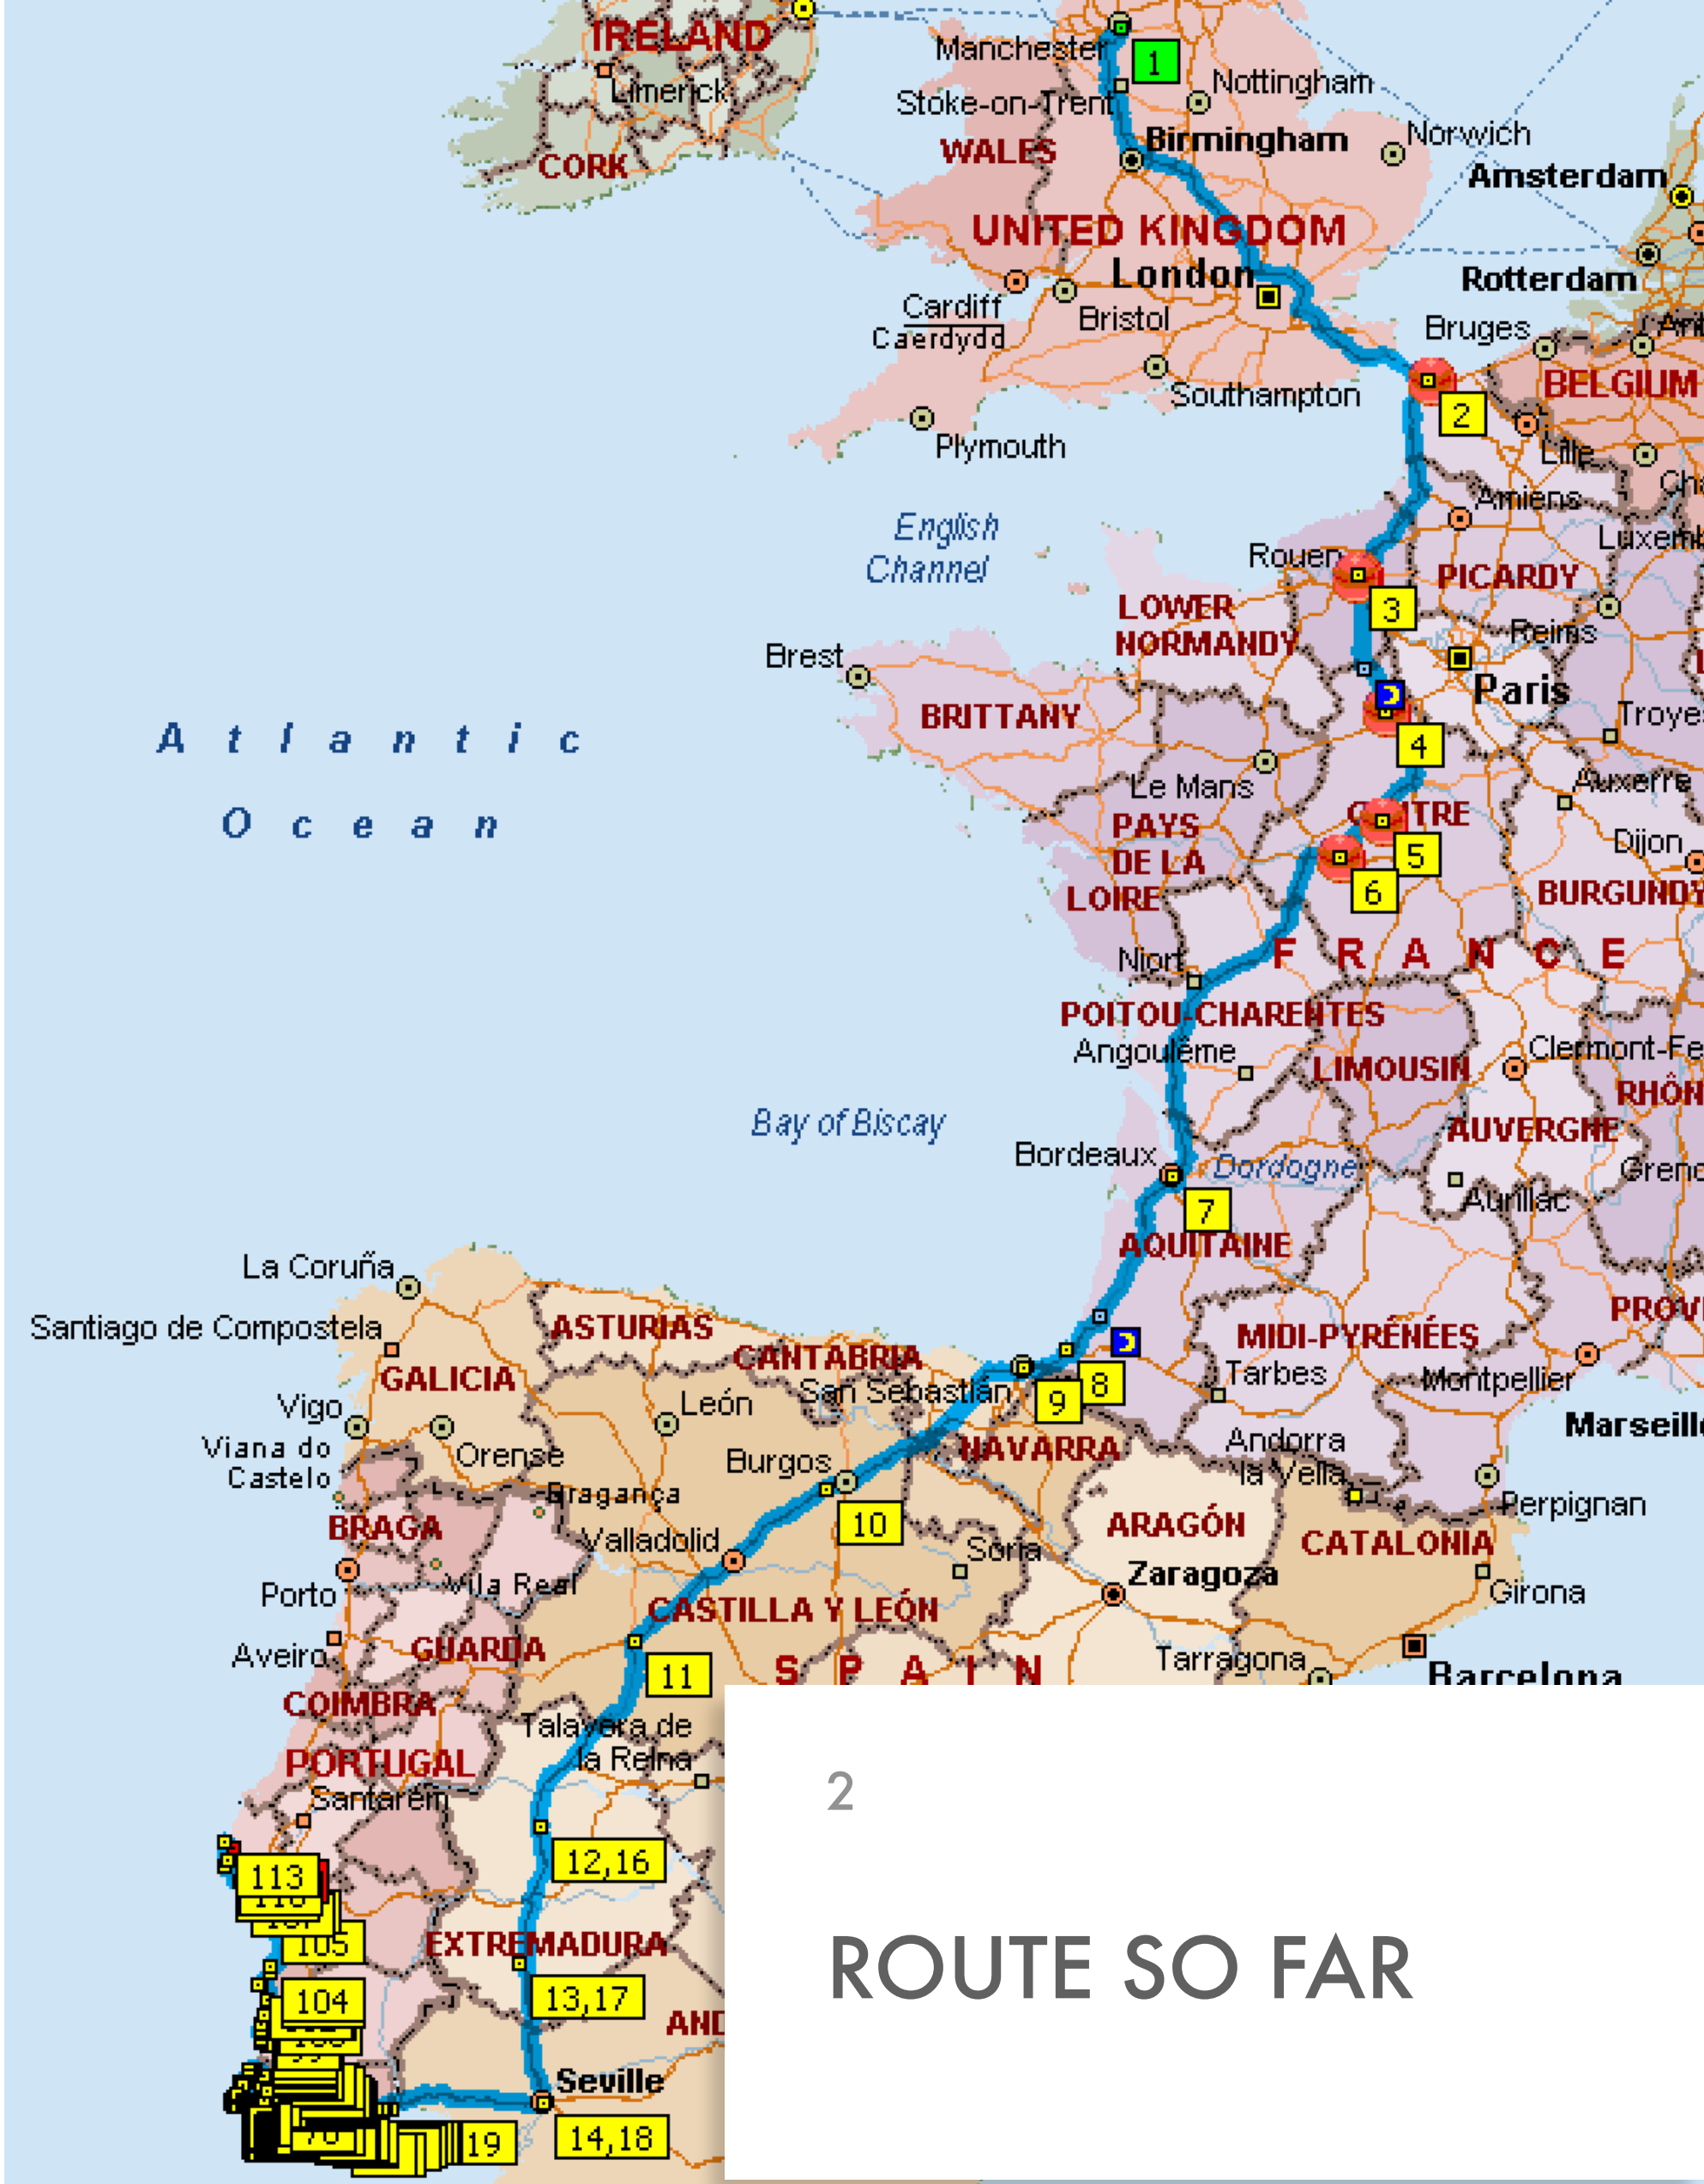 IRELAND
Limerick
CORK
Manchester
1
Nottingham
Stoke-on-Trent
Birmingham
Norwich
WALES
Amsterdam
UNITED KINGDOM
London
Rotterdam
Cardiff
Caerdydd
Bristol
Bruges
BELGIUM
Southampton
2
Plymouth
Lille
Amiens
English
Channel
Rouen
PICARDY
3
LOWER
NORMANDY
Reims
Brest
Paris
BRITTANY
4
Le Mans
Auxerre
PAYS
DE LA
LOIRE
5
Dijon
6
BURGUNDY
Atlantic
Ocean
FRANCE
Niort
POITOU-CHARENTES
Angoulême
LIMOUSIN
AUVERGNE
Bay of Biscay
Bordeaux
Dordogne
Aurillac
7
AQUITAINE
La Coruña
Santiago de Compostela
ASTURIAS
CANTABRIA
MIDI-PYRÉNÉES
GALICIA
San Sebastián
8
9
Tarbes
Montpellier
Vigo
León
Orense
Viana do
Castelo
Burgos
NAVARRA
Andorra
la Vella
Bragança
10
Perpignan
BRAGA
Valladolid
Soria
ARAGÓN
CATALONIA
Zaragoza
Girona
Porto
Vila Real
CASTILLA Y LEÓN
Aveiro
GUARDA
SPAIN
Tarragona
Barcelona
11
COIMBRA
Talavera de
la Reina
PORTUGAL
Santarém
12,16
113
105
EXTREMADURA
104
13,17
Seville
19
14,18
2
ROUTE SO FAR